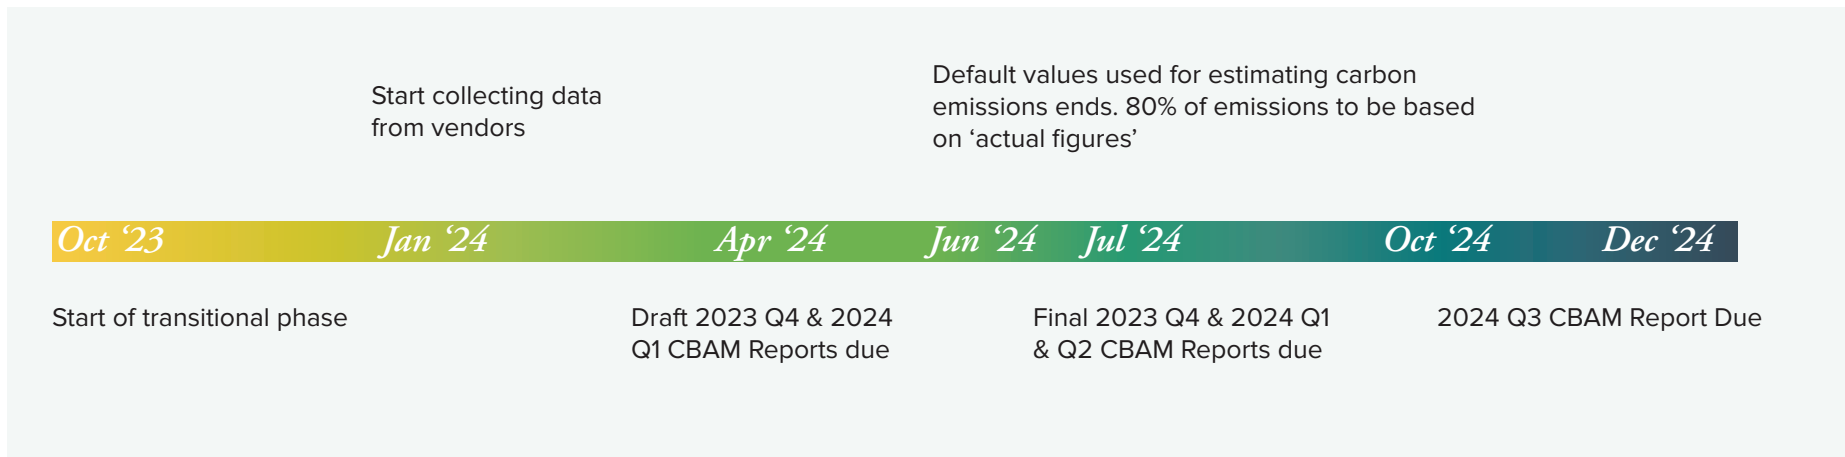 Start collecting data
from vendors
Default values used for estimating carbon
emissions ends. 80% of emissions to be based
on ‘actual figures’
Oct ‘23 Jan ‘24 Apr ‘24 Jun ‘24 Jul ‘24 Oct ‘24 Dec ‘24
Start of transitional phase
Draft 2023 Q4 & 2024
Q1 CBAM Reports due
Final 2023 Q4 & 2024 Q1
& Q2 CBAM Reports due
2024 Q3 CBAM Report Due